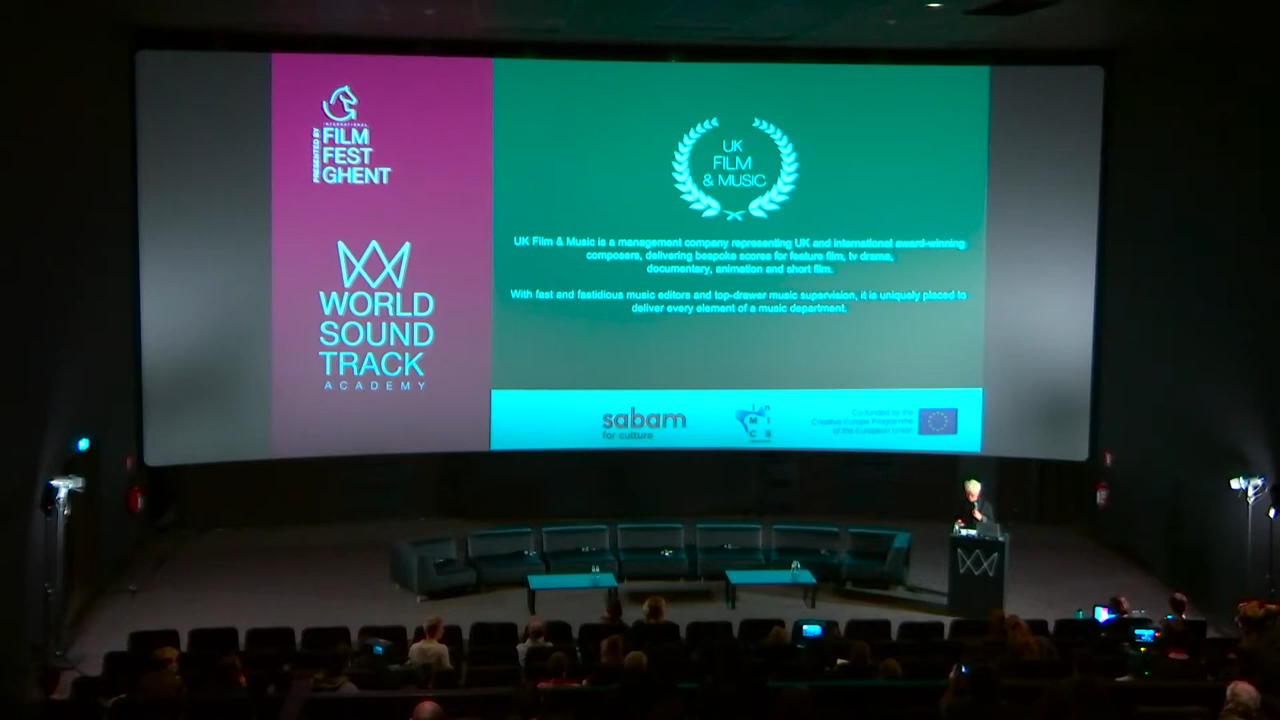 PRESENTED BY
INTERNATIONAL
FILM
FEST
GHENT
WORLD
SOUND
TRACK
ACADEMY
UK
FILM
& MUSIC
UK Film & Music is a management company representing UK and international award-winning
composers, delivering bespoke scores for feature film, tv drama,
documentary, animation and short film.
With fast and fastidious music editors and top-drawer music supervision, it is uniquely placed to
deliver every element of a music department.
sabam
for culture
in
M I
C S
Co-funded by the
Creative Europe Programme
of the European Union